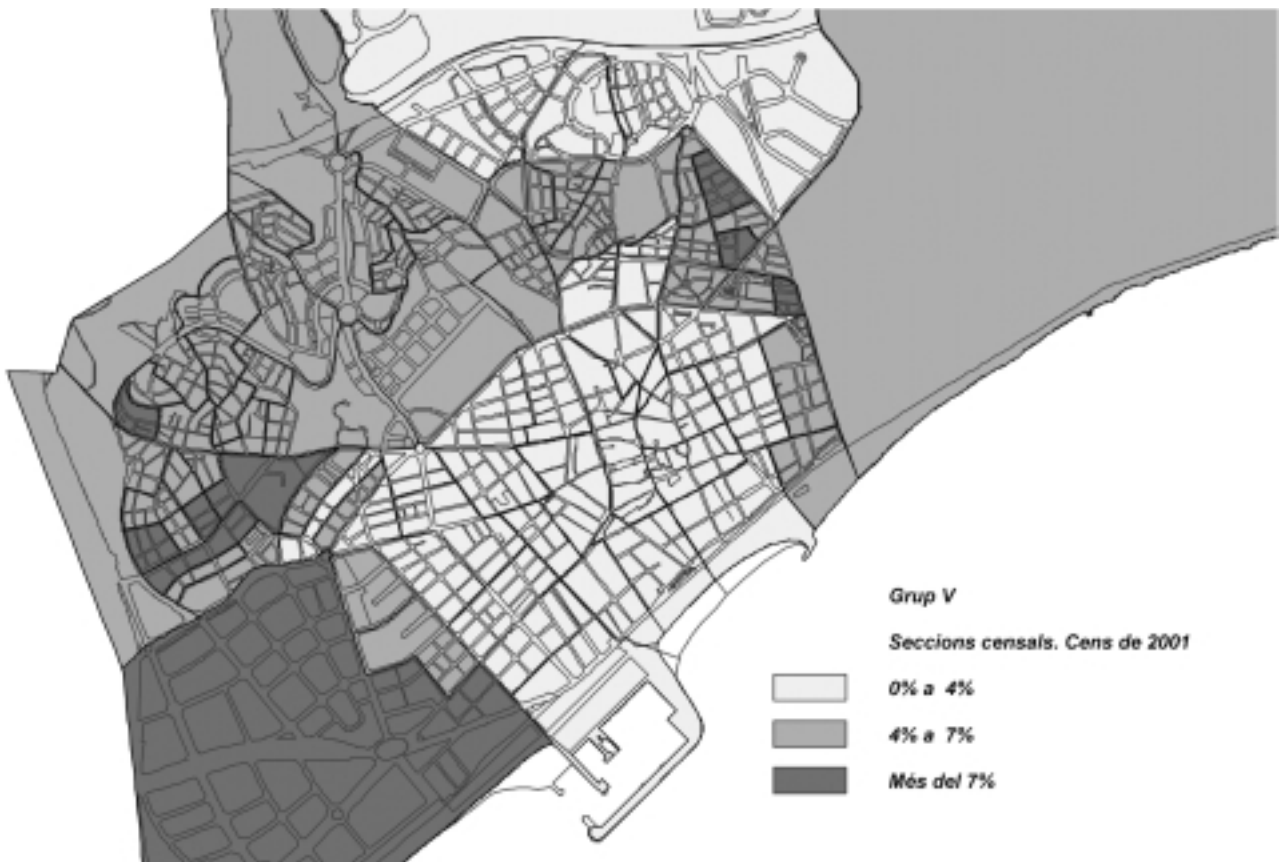 Grup V
Seccions censals. Cens de 2001
0% a 4%
4% a 7%
Més del 7%